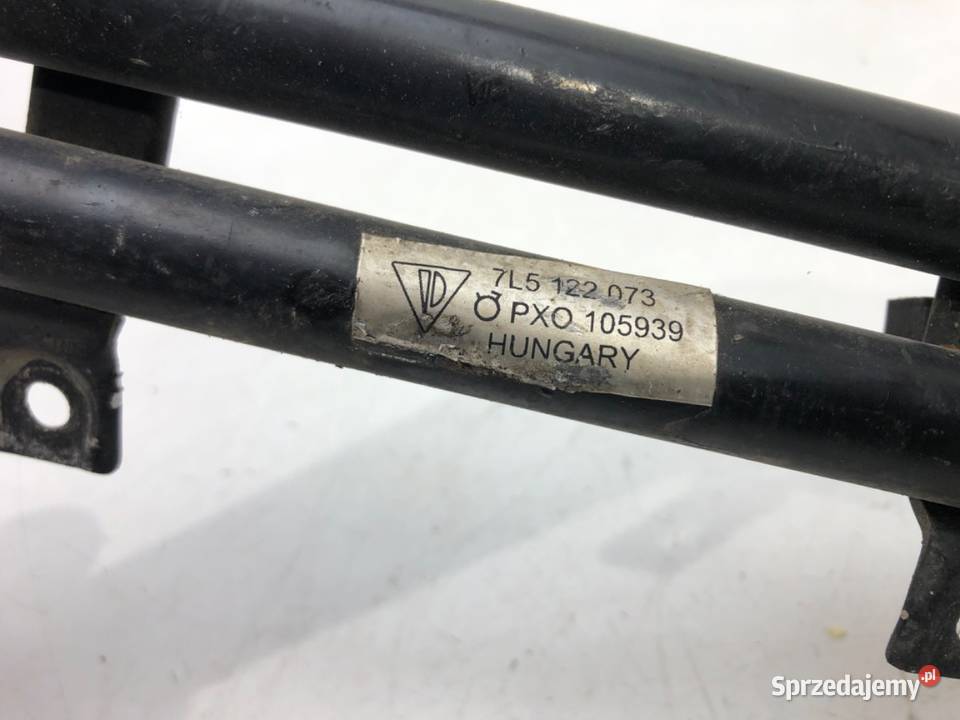 7L5 122 073
PXO 105939
HUNGARY
Sprzedajemy.pl